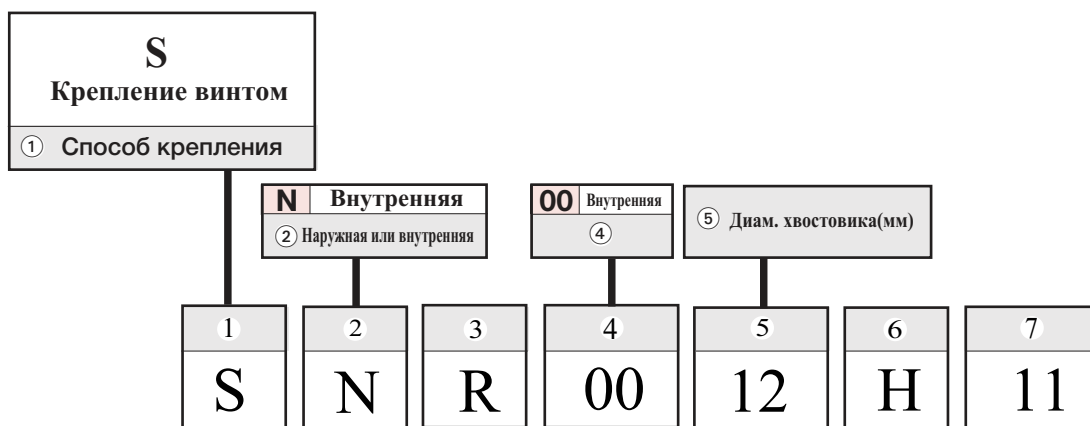 S
Крепление винтом
① Способ крепления
N Внутренняя
② Наружная или внутренняя
00 Внутренняя
④
⑤ Диам. хвостовика(мм)
1 2 3 4 5 6 7
S N R 00 12 H 11